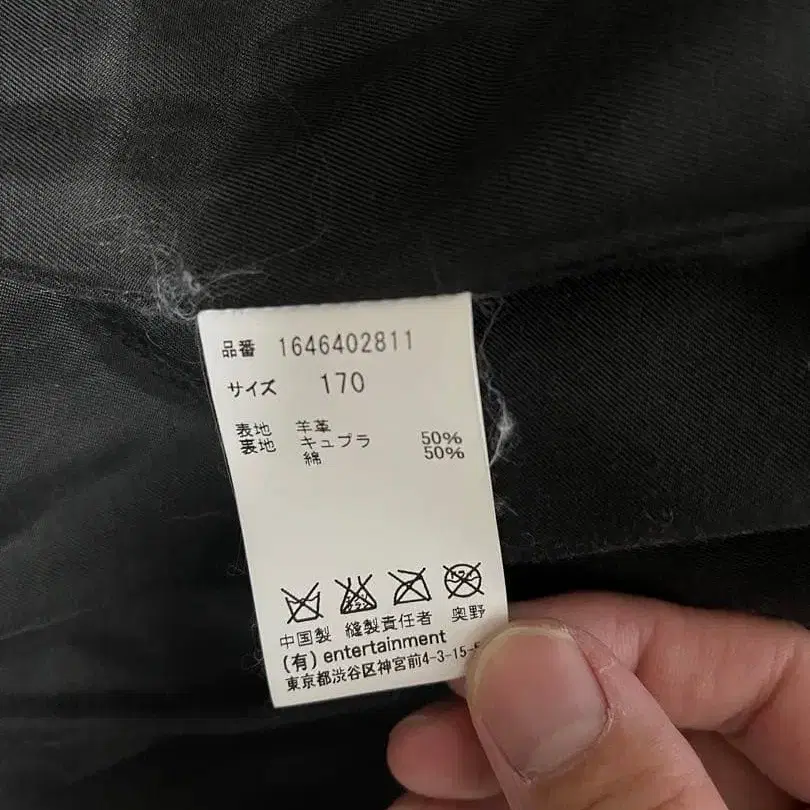 品番 1646402811
サイズ 170
表地 羊革
裏地 キュプラ 50%
綿 50%
中国製 縫製責任者 奥野
(有) entertainment
東京都渋谷区神宮前4-3-15-